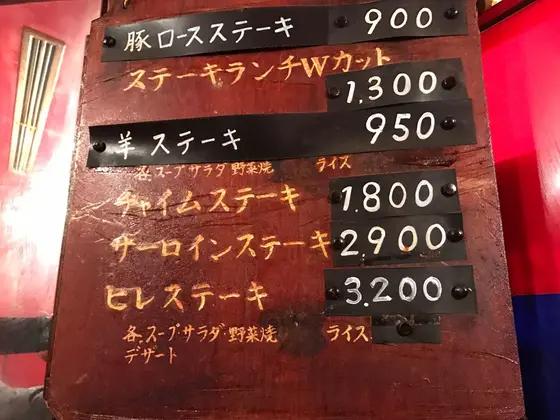 豚ロースステーキ 900
ステーキランチWカット
1,300
羊ステーキ 950
各、スープサラダ野菜焼 ライス
チャイムステーキ 1.800
サーロインステーキ 2900
ヒレステーキ 3.200
各、スープ・サラダ・野菜焼 ライス
デザート